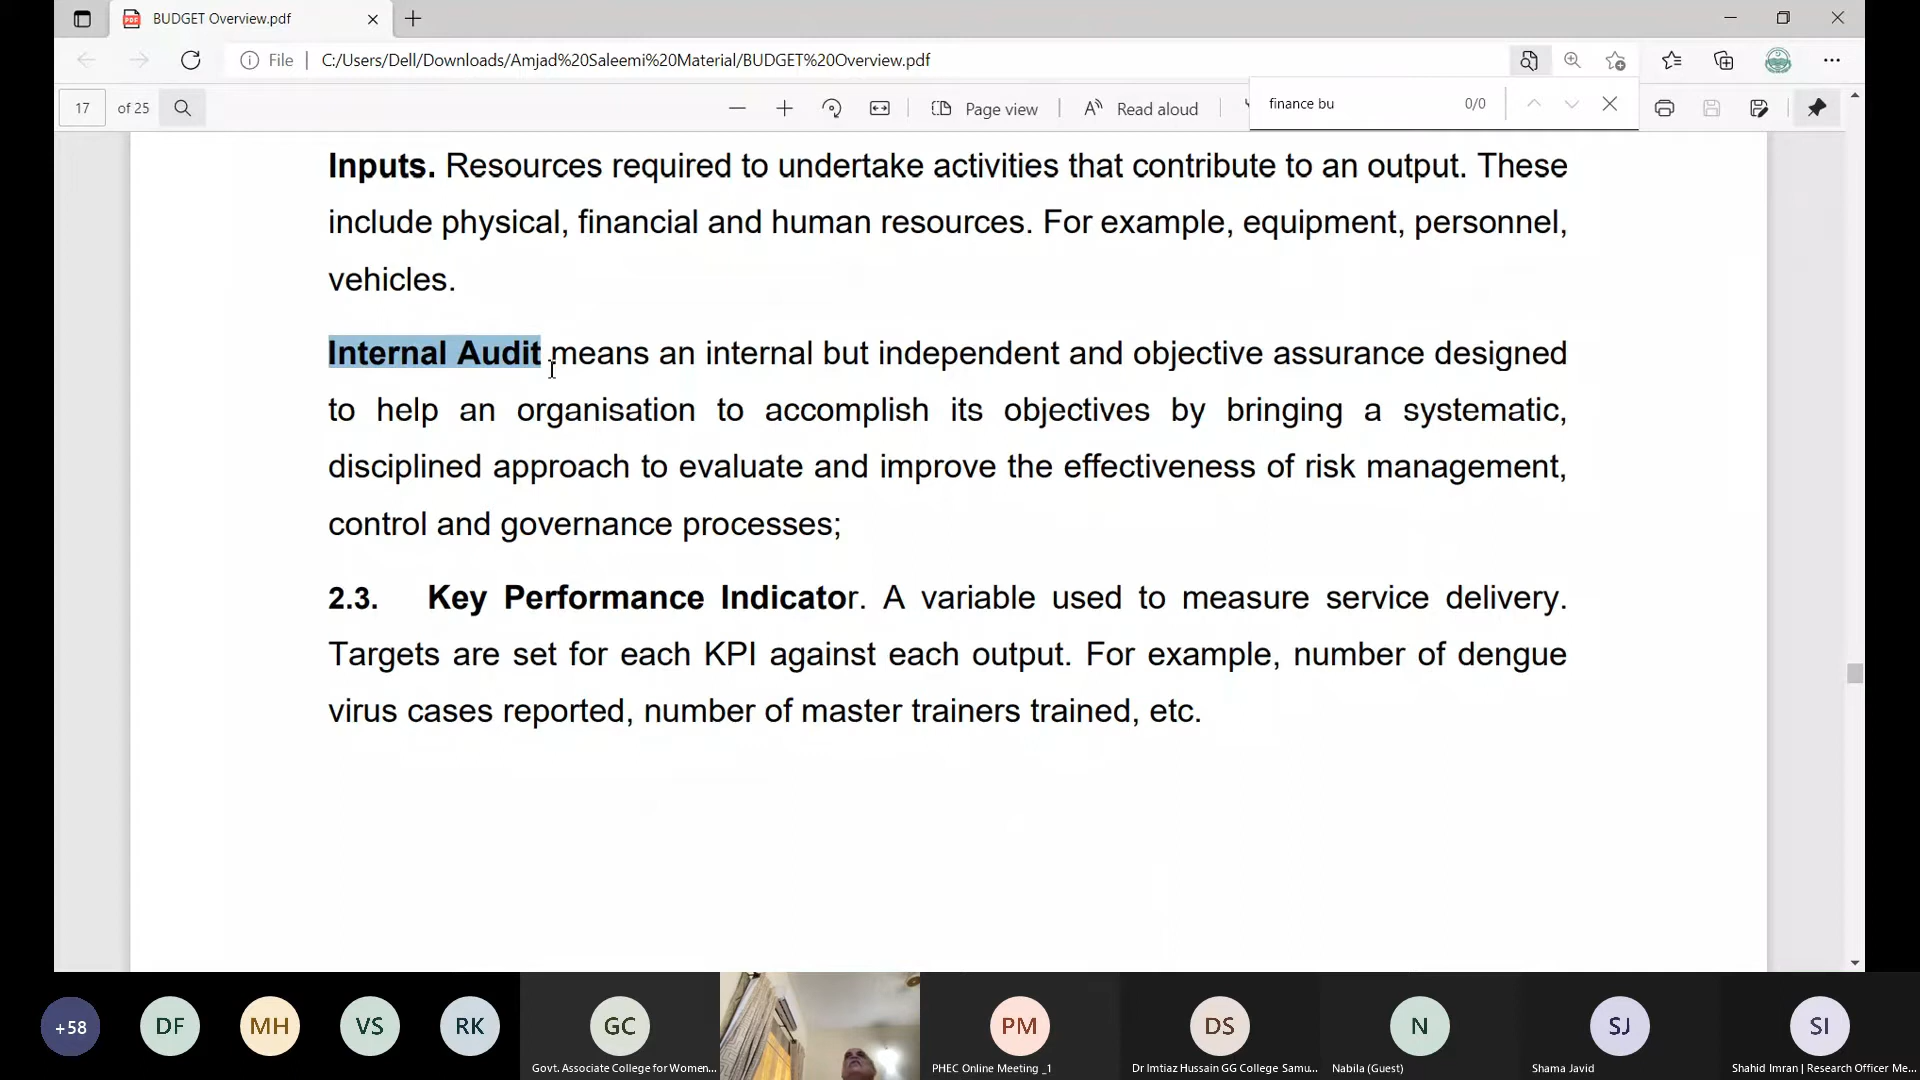 BUDGET Overview.pdf
File
C:/Users/Dell/Downloads/Amjad%20Saleemi%20Material/BUDGET%20Overview.pdf
17 of 25
Page view
Read aloud
finance bu 0/0
Inputs. Resources required to undertake activities that contribute to an output. These
include physical, financial and human resources. For example, equipment, personnel,
vehicles.
Internal Audit means an internal but independent and objective assurance designed
to help an organisation to accomplish its objectives by bringing a systematic,
disciplined approach to evaluate and improve the effectiveness of risk management,
control and governance processes;
2.3. Key Performance Indicator. A variable used to measure service delivery.
Targets are set for each KPI against each output. For example, number of dengue
virus cases reported, number of master trainers trained, etc.
+58
DF
MH
VS
RK
GC
Govt. Associate College for Women...
PM
PHEC Online Meeting _1
DS
Dr Imtiaz Hussain GG College Samu...
N
Nabila (Guest)
SJ
Shama Javid
SI
Shahid Imran | Research Officer Me...